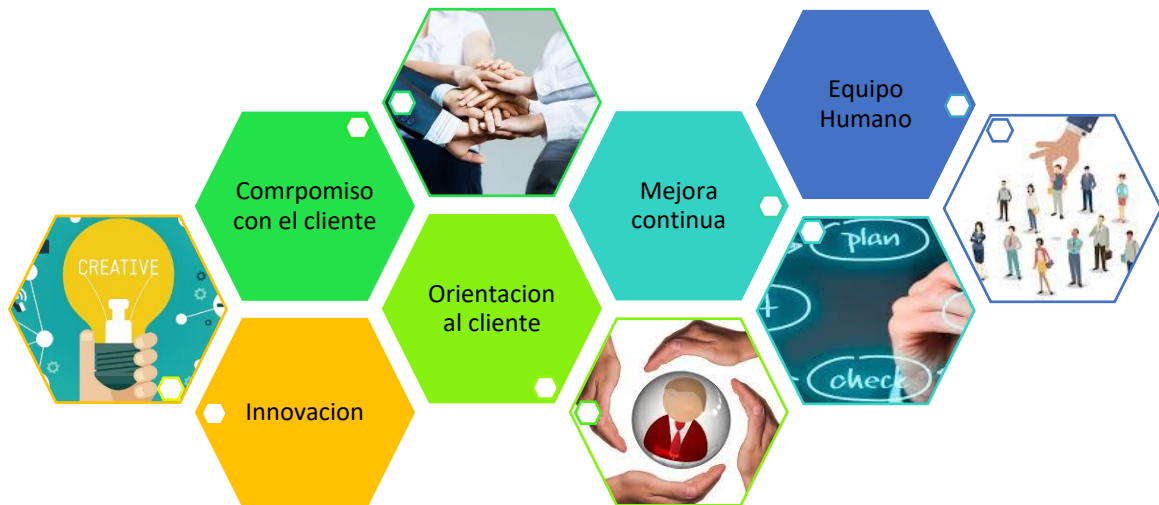 Equipo
Humano
plan
Comrpomiso
con el cliente
Mejora
continua
CREATIVE
Orientacion
al cliente
check
Innovacion